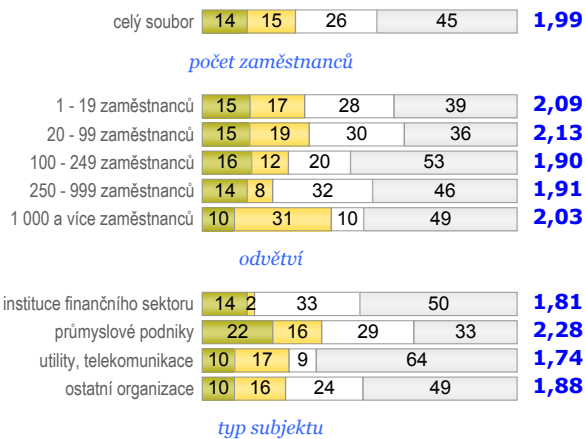 celý soubor 14 15 26 45 1,99
počet zaměstnanců
1 - 19 zaměstnanců 15 17 28 39 2,09
20 - 99 zaměstnanců 15 19 30 36 2,13
100 - 249 zaměstnanců 16 12 20 53 1,90
250 - 999 zaměstnanců 14 8 32 46 1,91
1 000 a více zaměstnanců 10 31 10 49 2,03
odvětví
instituce finančního sektoru 14 2 33 50 1,81
průmyslové podniky 22 16 29 33 2,28
utility, telekomunikace 10 17 9 64 1,74
ostatní organizace 10 16 24 49 1,88
typ subjektu